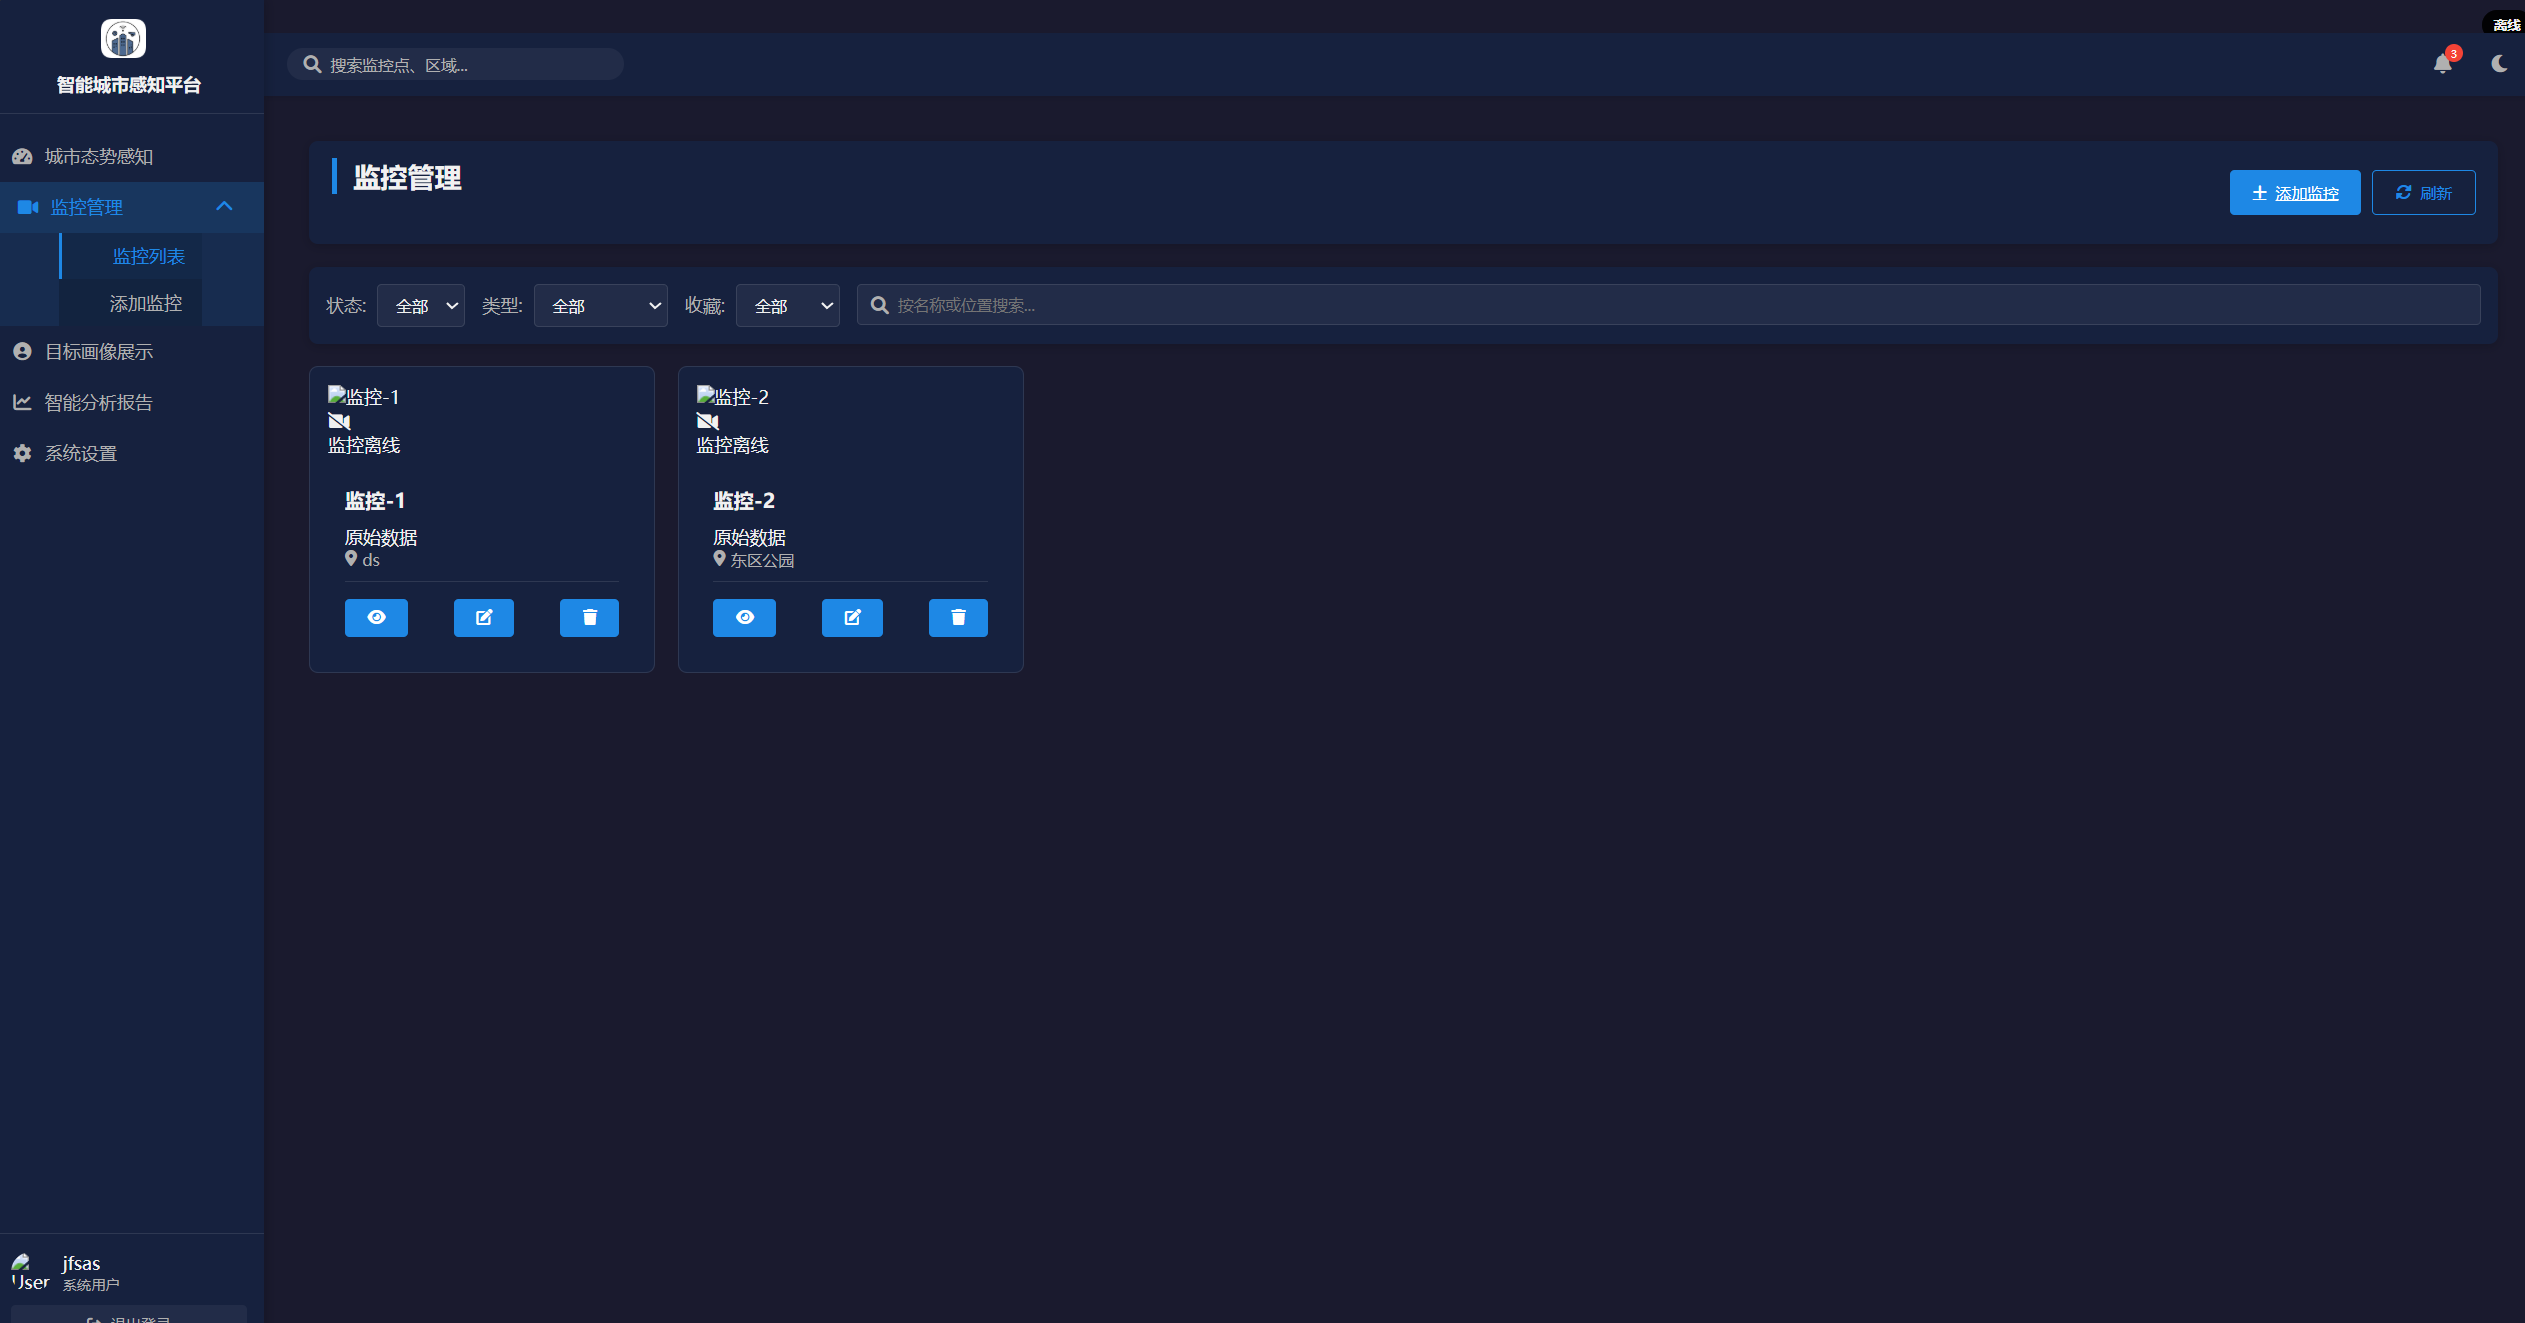 智能城市感知平台
城市态势感知
监控管理
监控列表
添加监控
目标画像展示
智能分析报告
系统设置
jfsas
User
系统用户
退出登录
离线
搜索监控点、区域...
3
监控管理
添加监控
刷新
状态:
全部
类型:
全部
收藏:
全部
按名称或位置搜索...
监控-1
监控离线
监控-1
原始数据
ds
监控-2
监控离线
监控-2
原始数据
东区公园